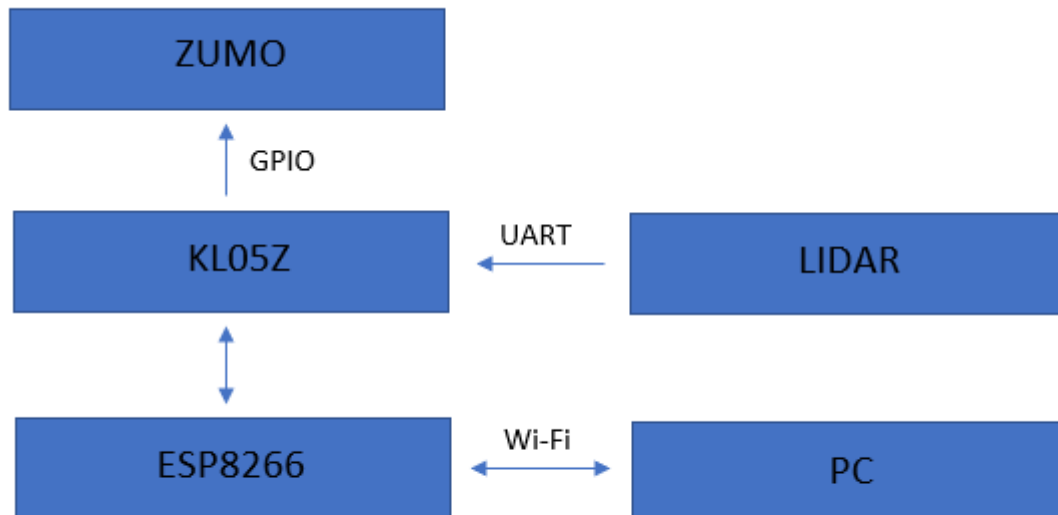 ZUMO
GPIO
KL05Z
UART
LIDAR
ESP8266
Wi-Fi
PC